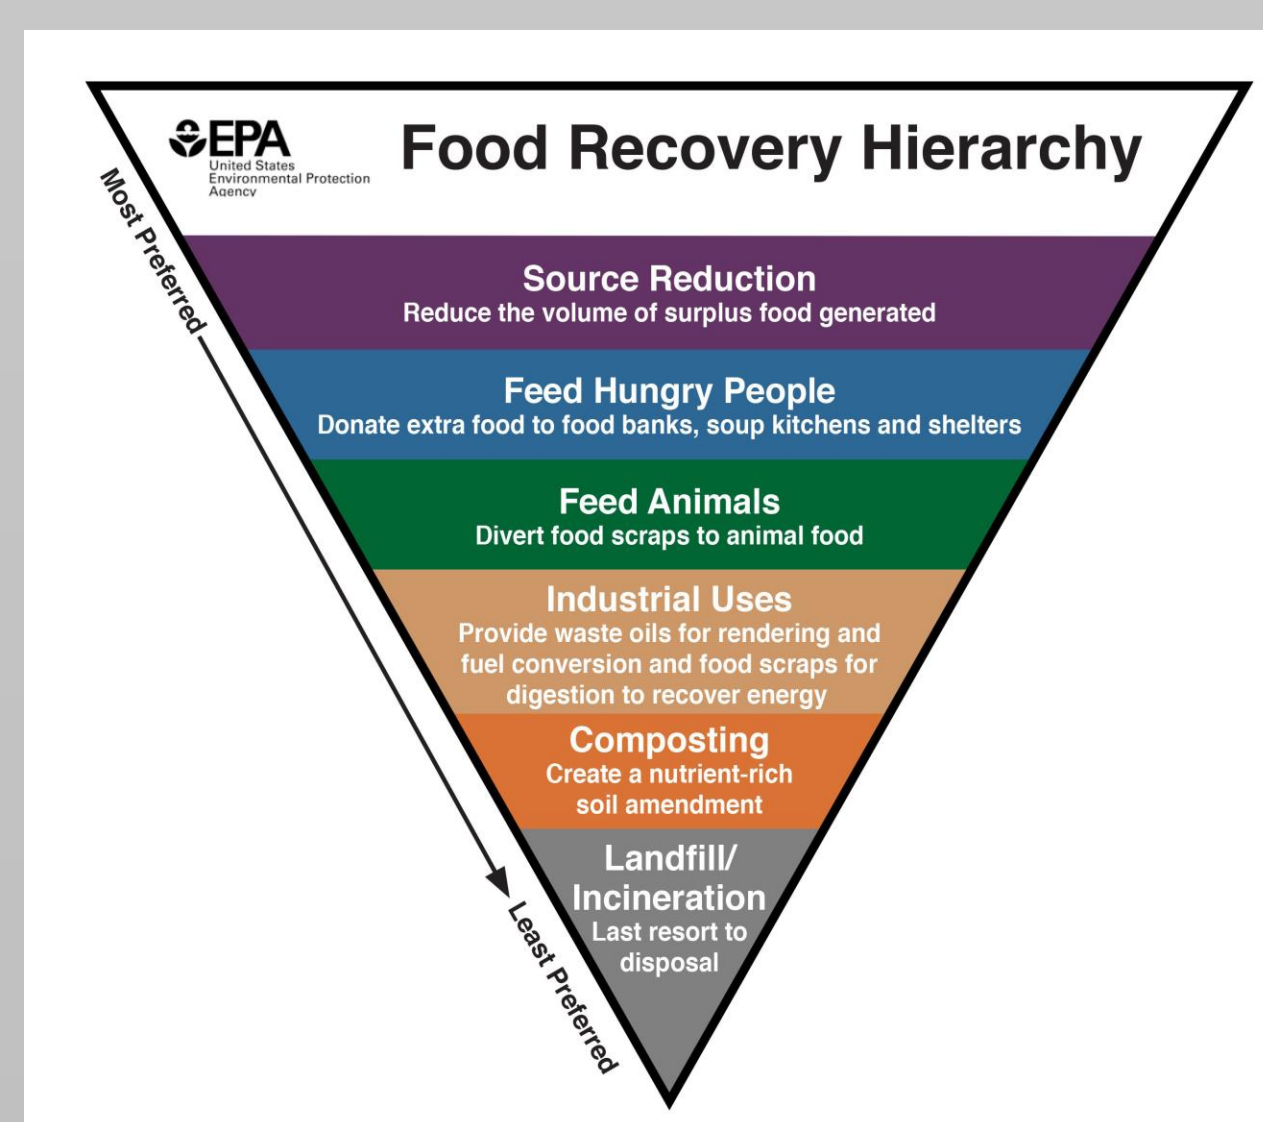 EPA
United States
Environmental Protection
Agency
Food Recovery Hierarchy
Most Preferred
Source Reduction
Reduce the volume of surplus food generated
Feed Hungry People
Donate extra food to food banks, soup kitchens and shelters
Feed Animals
Divert food scraps to animal food
Industrial Uses
Provide waste oils for rendering and
fuel conversion and food scraps for
digestion to recover energy
Composting
Create a nutrient-rich
soil amendment
Landfill/
Incineration
Last resort to
disposal
Least Preferred